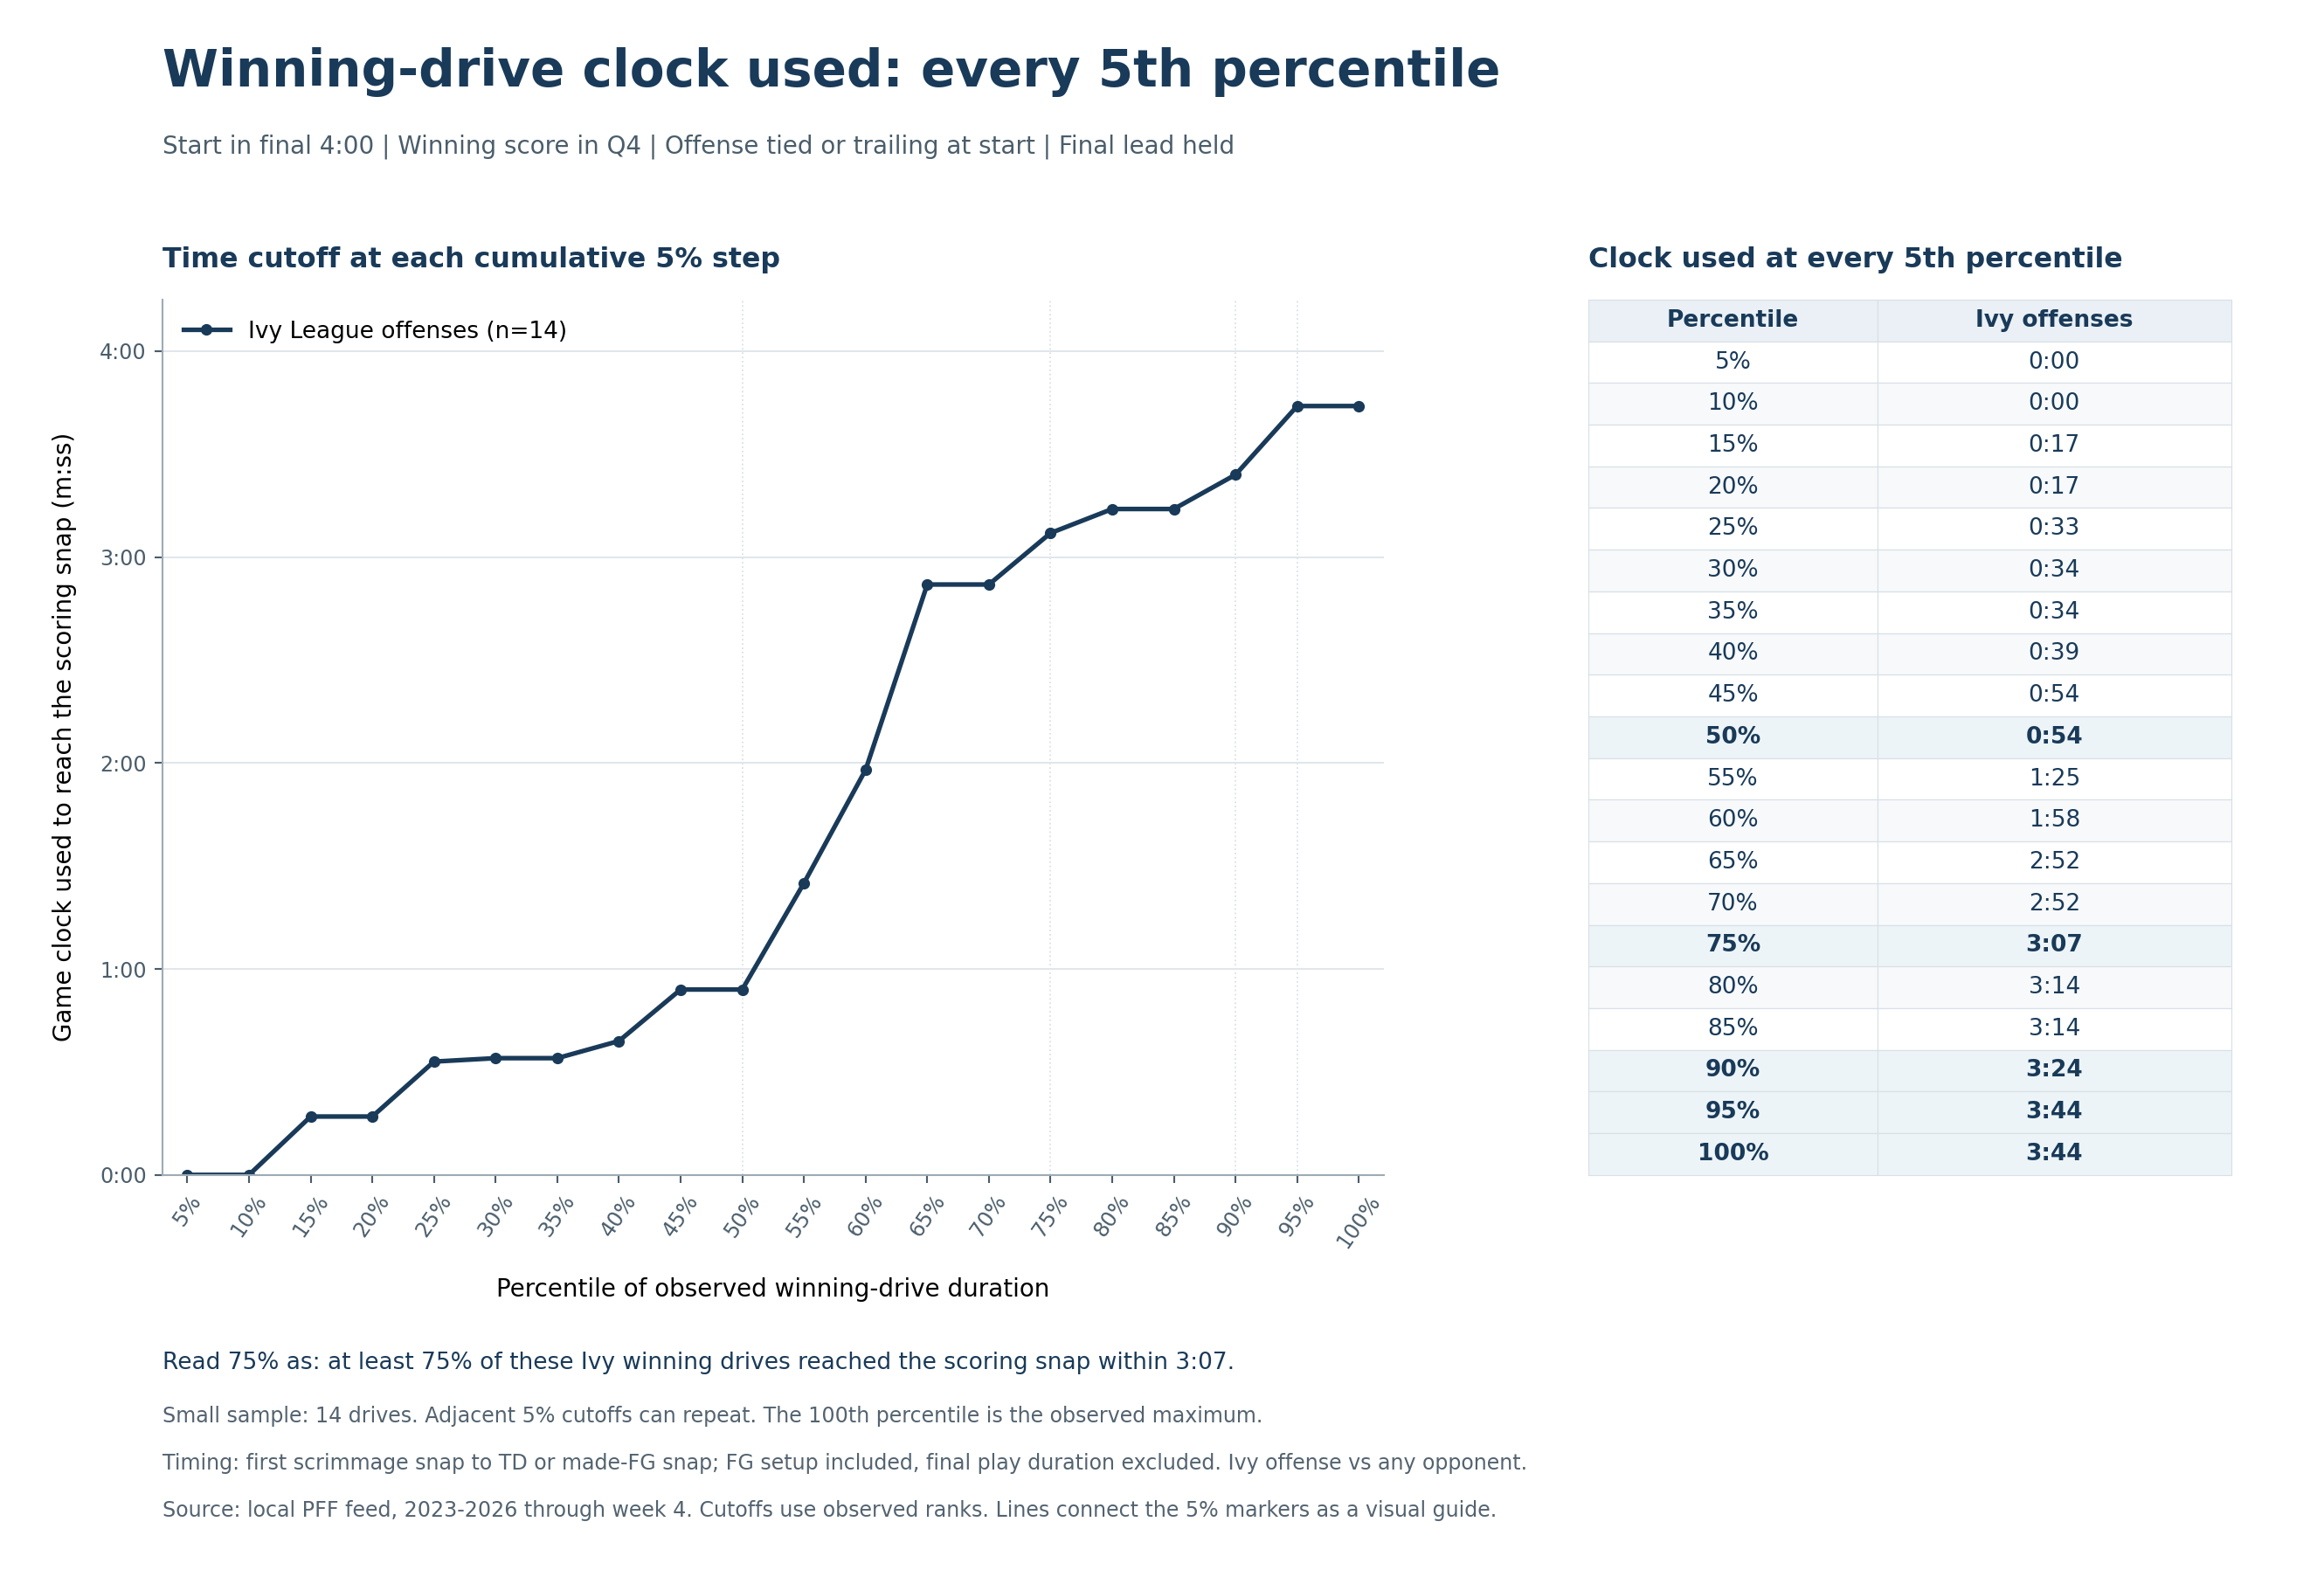 Winning-drive clock used: every 5th percentile
Start in final 4:00 | Winning score in Q4 | Offense tied or trailing at start | Final lead held
Time cutoff at each cumulative 5% step
Ivy League offenses (n=14)
Game clock used to reach the scoring snap (m:ss)
4:00
3:00
2:00
1:00
0:00
5% 10% 15% 20% 25% 30% 35% 40% 45% 50% 55% 60% 65% 70% 75% 80% 85% 90% 95% 100%
Percentile of observed winning-drive duration
Clock used at every 5th percentile
Percentile Ivy offenses
5% 0:00
10% 0:00
15% 0:17
20% 0:17
25% 0:33
30% 0:34
35% 0:34
40% 0:39
45% 0:54
50% 0:54
55% 1:25
60% 1:58
65% 2:52
70% 2:52
75% 3:07
80% 3:14
85% 3:14
90% 3:24
95% 3:44
100% 3:44
Read 75% as: at least 75% of these Ivy winning drives reached the scoring snap within 3:07.
Small sample: 14 drives. Adjacent 5% cutoffs can repeat. The 100th percentile is the observed maximum.
Timing: first scrimmage snap to TD or made-FG snap; FG setup included, final play duration excluded. Ivy offense vs any opponent.
Source: local PFF feed, 2023-2026 through week 4. Cutoffs use observed ranks. Lines connect the 5% markers as a visual guide.